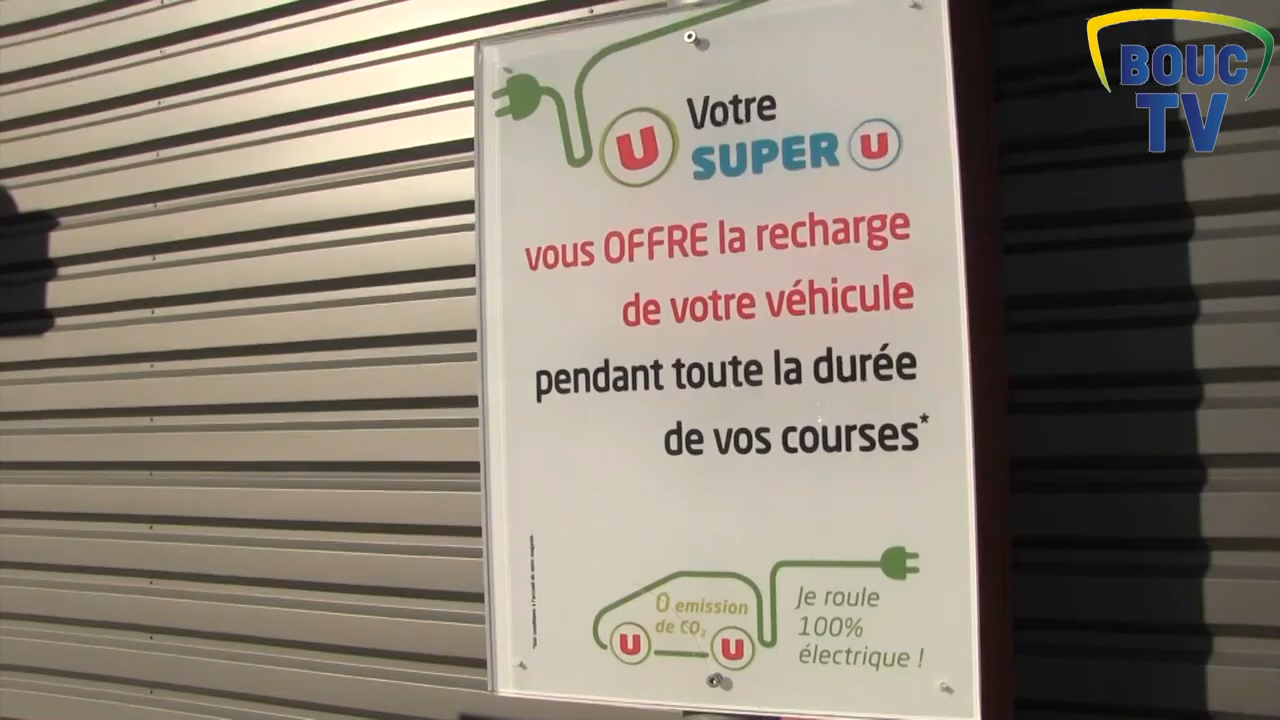 BOUC
TV
U Votre
SUPER U
vous OFFRE la recharge
de votre véhicule
pendant toute la durée
de vos courses*
0 emission
de CO₂
U U
Je roule
100%
électrique !